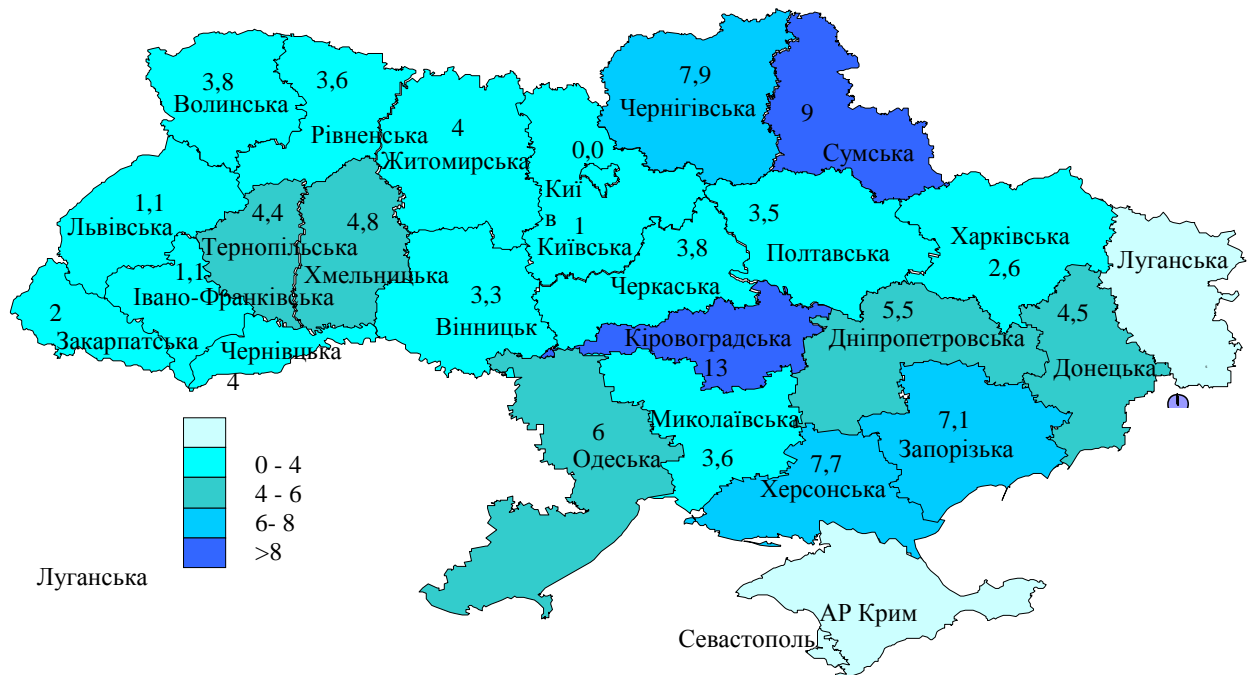 3,8
Волинська
3,6
Рівненська
4
Житомирська
0,0
Киї
в
1
Київська
7,9
Чернігівська
9
Сумська
1,1
Львівська
4,4
Тернопільська
4,8
Хмельницька
3,8
Черкаська
3,5
Полтавська
Харківська
2,6
Луганська
1,1
Івано-Франківська
2
Закарпатська
Чернівцька
4
3,3
Вінницьк
Кіровоградська
13
5,5
Дніпропетровська
4,5
Донецька
6
Одеська
Миколаївська
3,6
7,7
Херсонська
7,1
Запорізька
0 - 4
4 - 6
6- 8
>8
Луганська
АР Крим
Севастополь